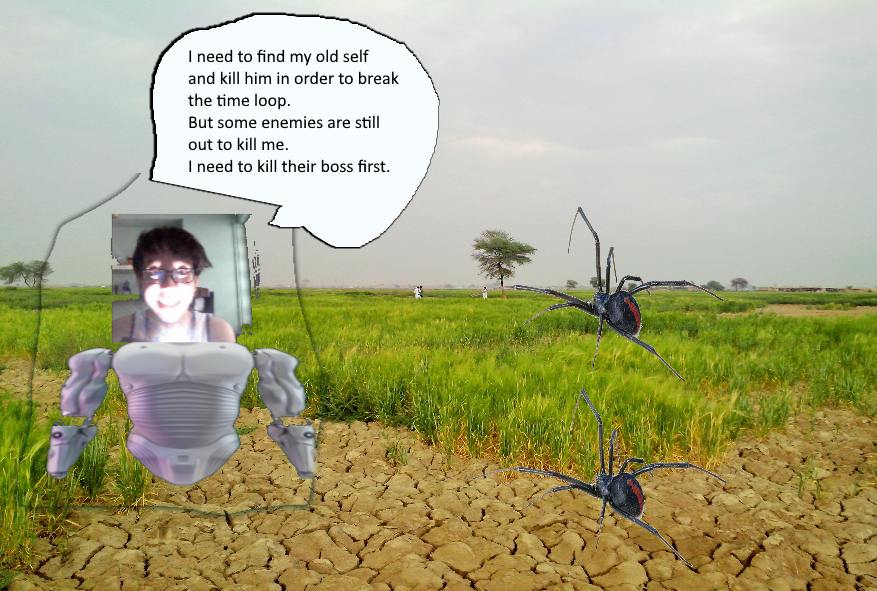 I need to find my old self
and kill him in order to break
the time loop.
But some enemies are still
out to kill me.
I need to kill their boss first.